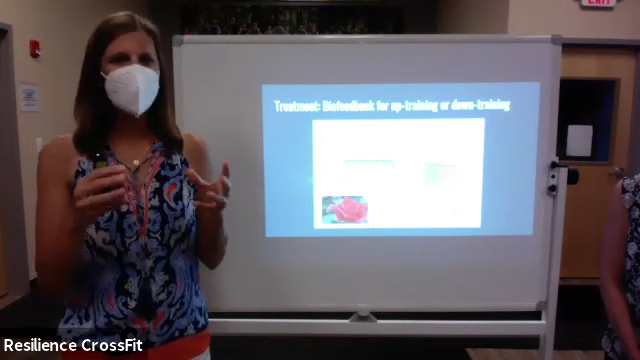 EXIT
Treatment: Biofeedback for up-training or down-training
Resilience CrossFit